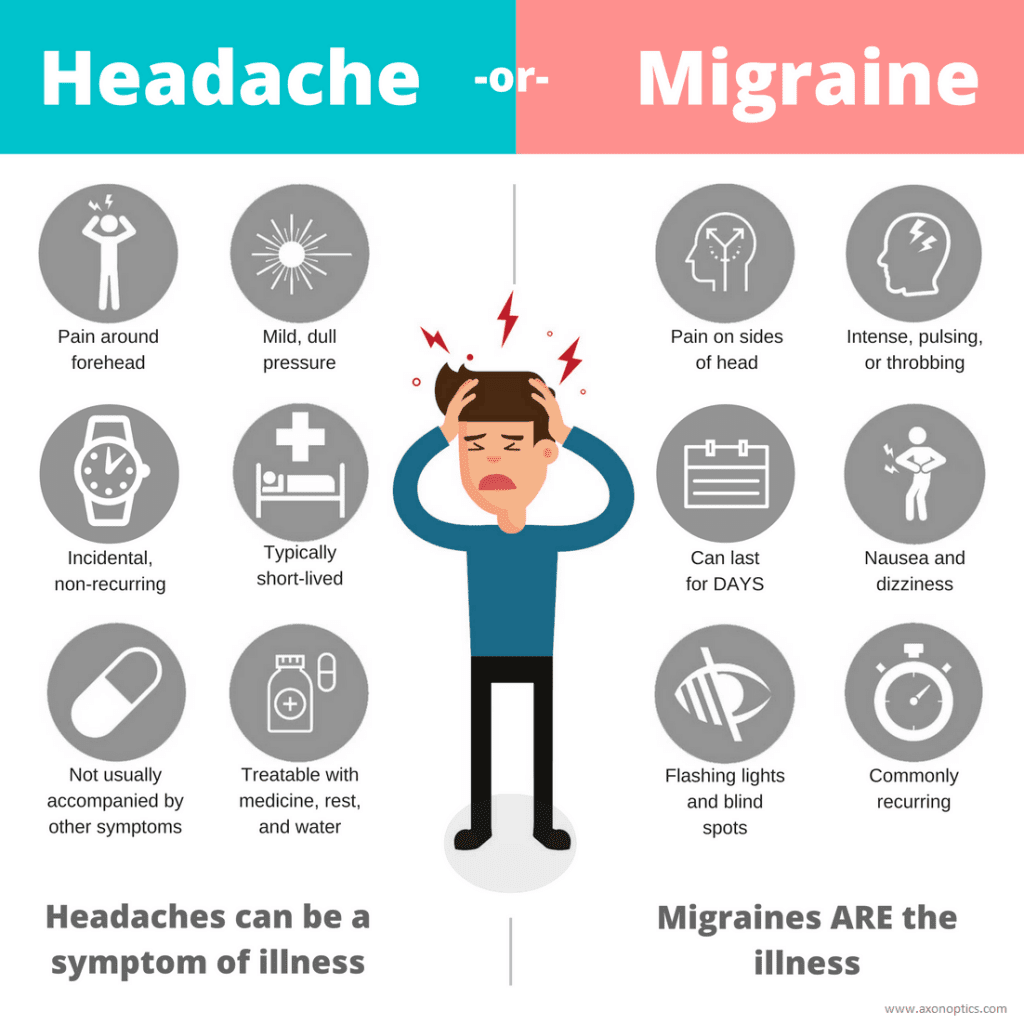 Headache -or- Migraine
Pain around
forehead
Mild, dull
pressure
Pain on sides
of head
Intense, pulsing,
or throbbing
Incidental,
non-recurring
Typically
short-lived
Can last
for DAYS
Nausea and
dizziness
Not usually
accompanied by
other symptoms
Treatable with
medicine, rest,
and water
Flashing lights
and blind
spots
Commonly
recurring
Headaches can be a
symptom of illness
Migraines ARE the
illness
www.axonoptics.com